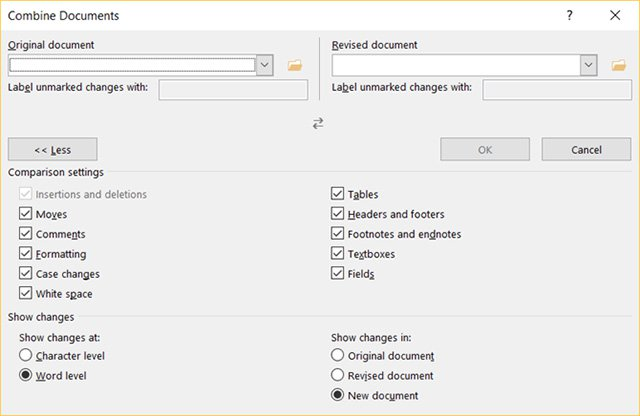 Combine Documents
Original document
Label unmarked changes with:
Revised document
Label unmarked changes with:
<< Less
OK
Cancel
Comparison settings
Insertions and deletions
Moves
Comments
Formatting
Case changes
White space
Tables
Headers and footers
Footnotes and endnotes
Textboxes
Fields
Show changes
Show changes at:
Character level
Word level
Show changes in:
Original document
Revised document
New document